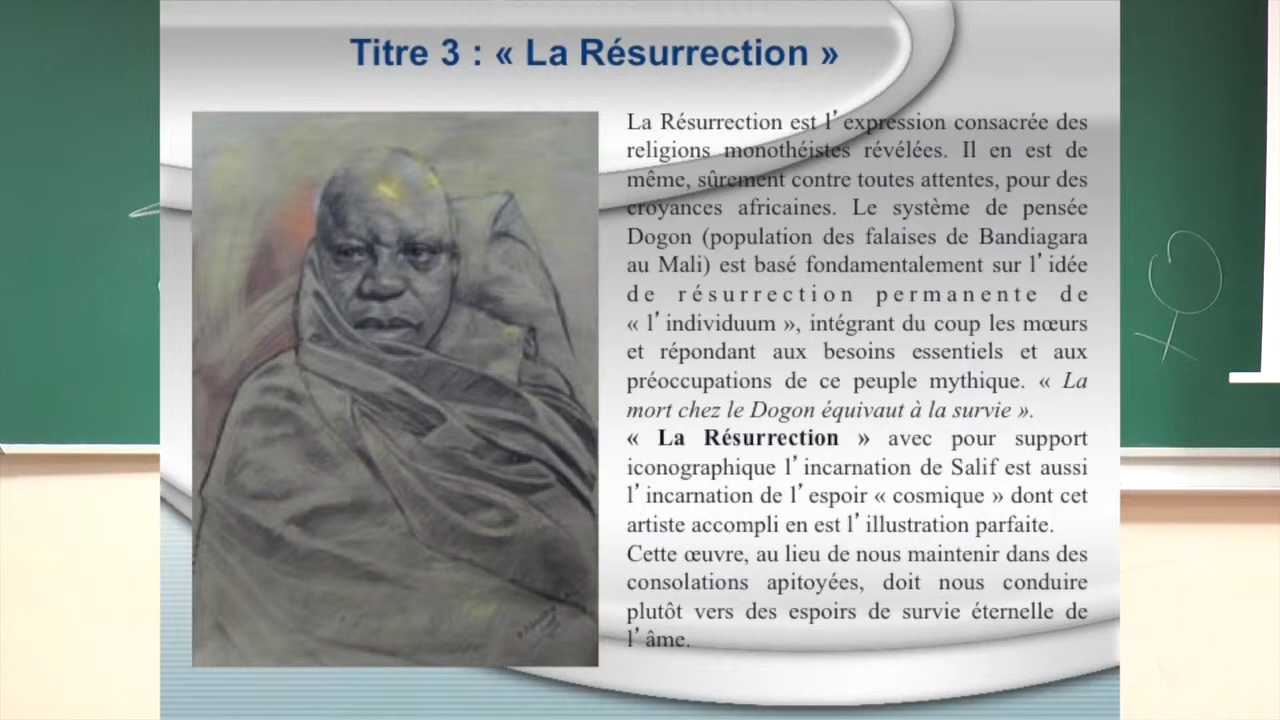 Titre 3 : « La Résurrection »
La Résurrection est l’expression consacrée des
religions monothéistes révélées. Il en est de
même, sûrement contre toutes attentes, pour des
croyances africaines. Le système de pensée
Dogon (population des falaises de Bandiagara
au Mali) est basé fondamentalement sur l’idée
de résurrection permanente de
« l’individuum », intégrant du coup les mœurs
et répondant aux besoins essentiels et aux
préoccupations de ce peuple mythique. « La
mort chez le Dogon équivaut à la survie ».
« La Résurrection » avec pour support
iconographique l’incarnation de Salif est aussi
l’incarnation de l’espoir « cosmique » dont cet
artiste accompli en est l’illustration parfaite.
Cette œuvre, au lieu de nous maintenir dans des
consolations apitoyées, doit nous conduire
plutôt vers des espoirs de survie éternelle de
l’âme.